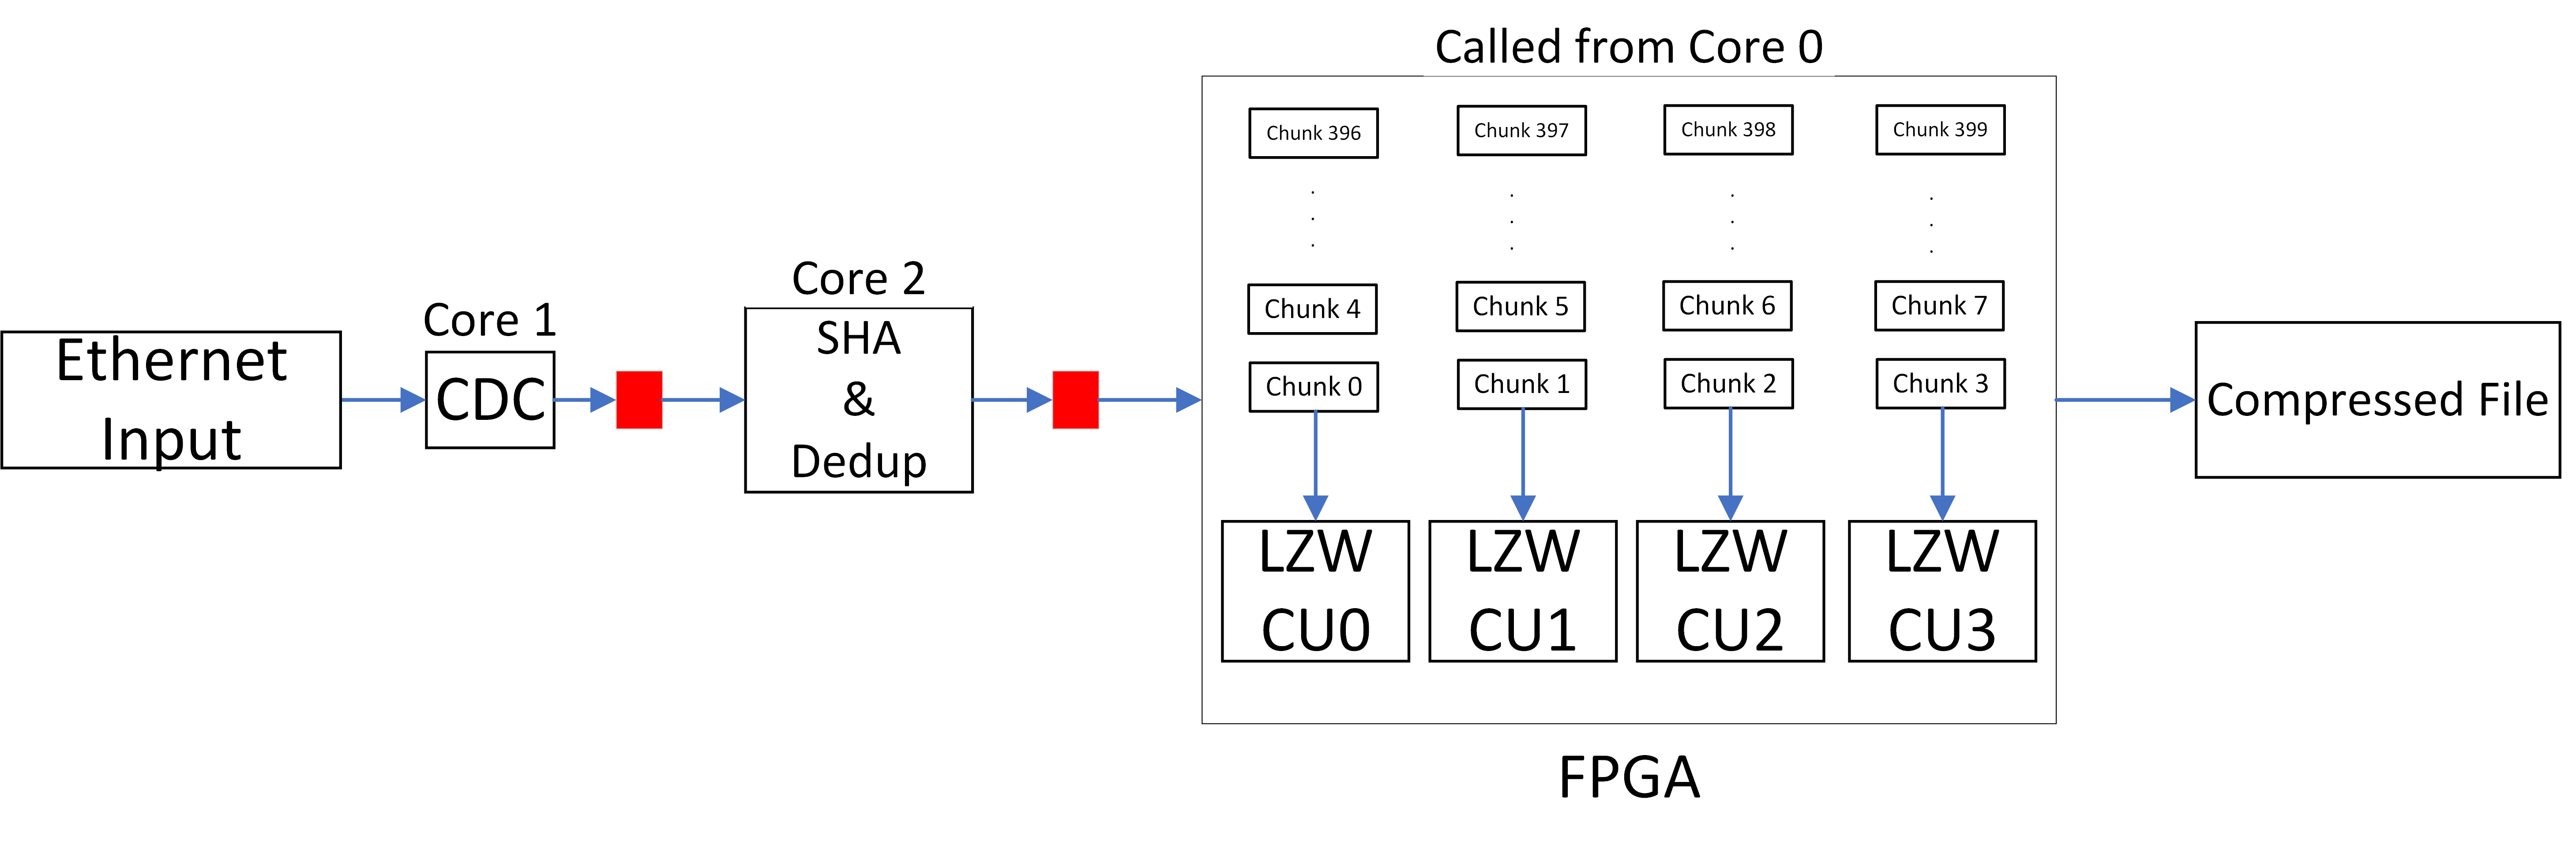 Called from Core 0
Chunk 396
Chunk 397
Chunk 398
Chunk 399
Core 2
Core 1
Chunk 4
Chunk 5
Chunk 6
Chunk 7
Ethernet
Input
CDC
SHA
&
Dedup
Chunk 0
Chunk 1
Chunk 2
Chunk 3
Compressed File
LZW
CU0
LZW
CU1
LZW
CU2
LZW
CU3
FPGA